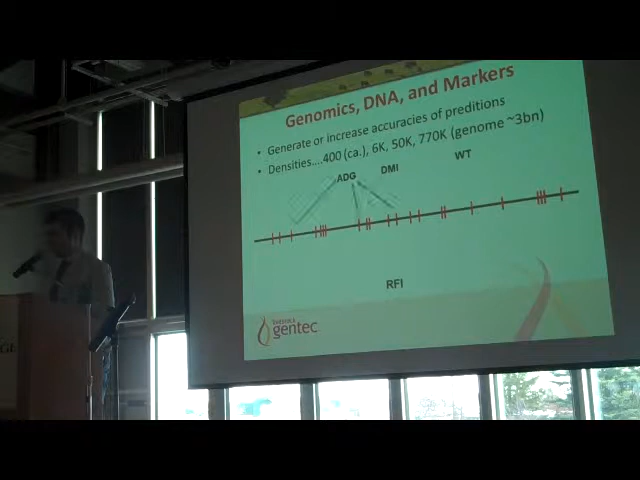 Genomics, DNA, and Markers
• Generate or increase accuracies of preditions
• Densities....400 (ca.), 6K, 50K, 770K (genome ~3bn)
ADG
DMI
WT
RFI
gentec